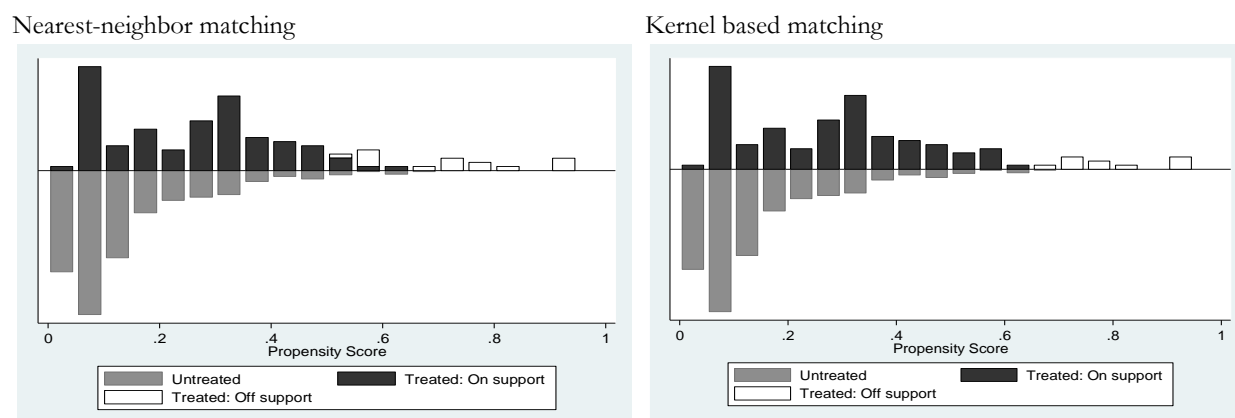 Nearest-neighbor matching
0 .2 .4 .6 .8 1
Propensity Score
Untreated Treated: On support
Treated: Off support
Kernel based matching
0 .2 .4 .6 .8 1
Propensity Score
Untreated Treated: On support
Treated: Off support